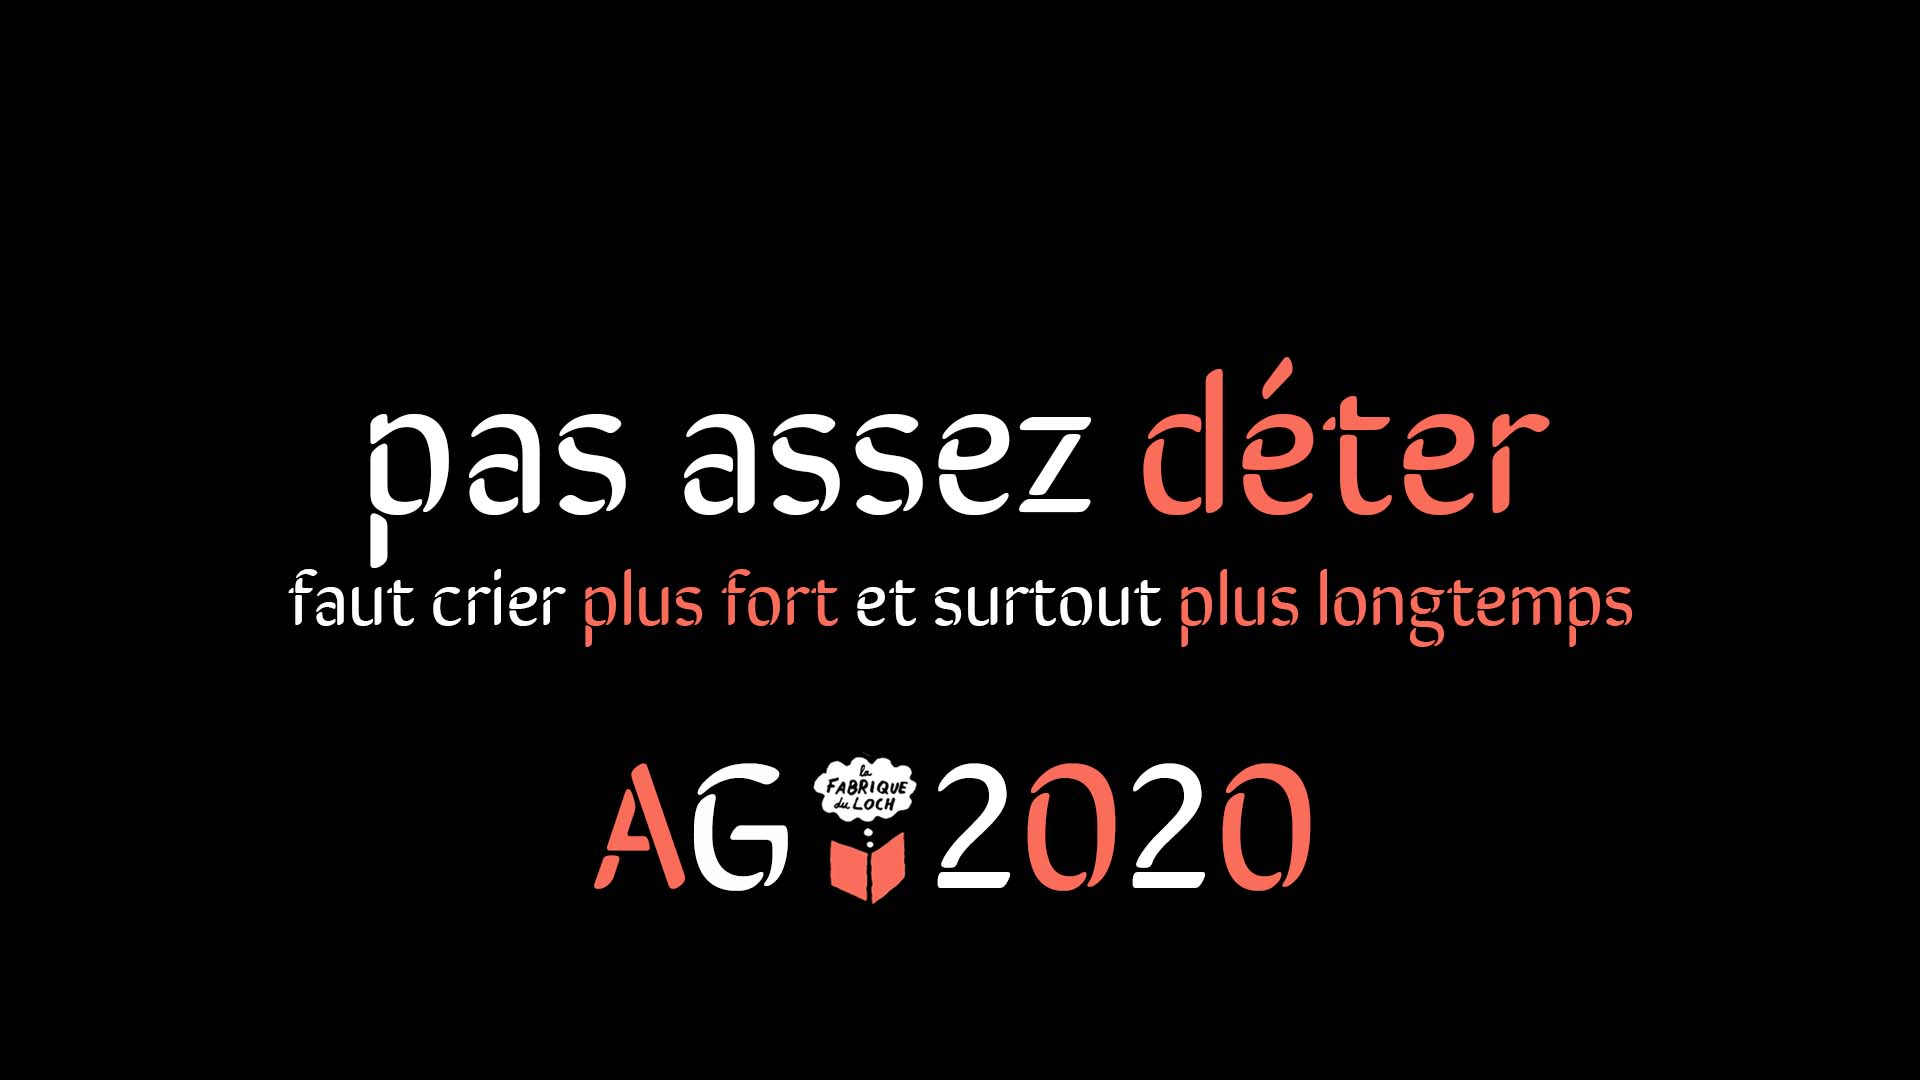 pas assez déter
faut crier plus fort et surtout plus longtemps
AG la FABRIQUE du LOCH 2020